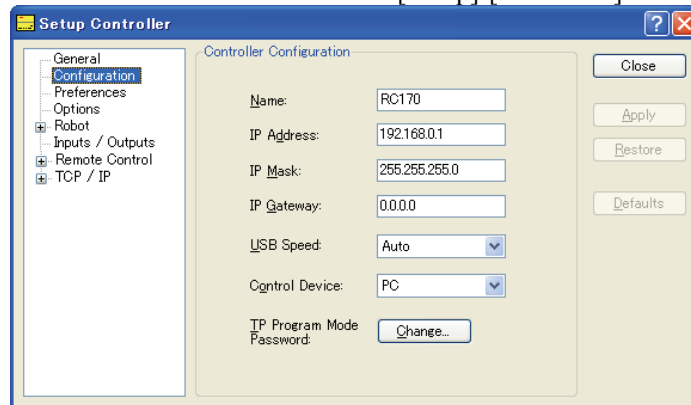 Setup Controller
General
Configuration
Preferences
Options
Robot
Inputs / Outputs
Remote Control
TCP / IP
Controller Configuration
Name: RC170
IP Address: 192.168.0.1
IP Mask: 255.255.255.0
IP Gateway: 0.0.0.0
USB Speed: Auto
Control Device: PC
TP Program Mode
Password: Change...
Close
Apply
Restore
Defaults